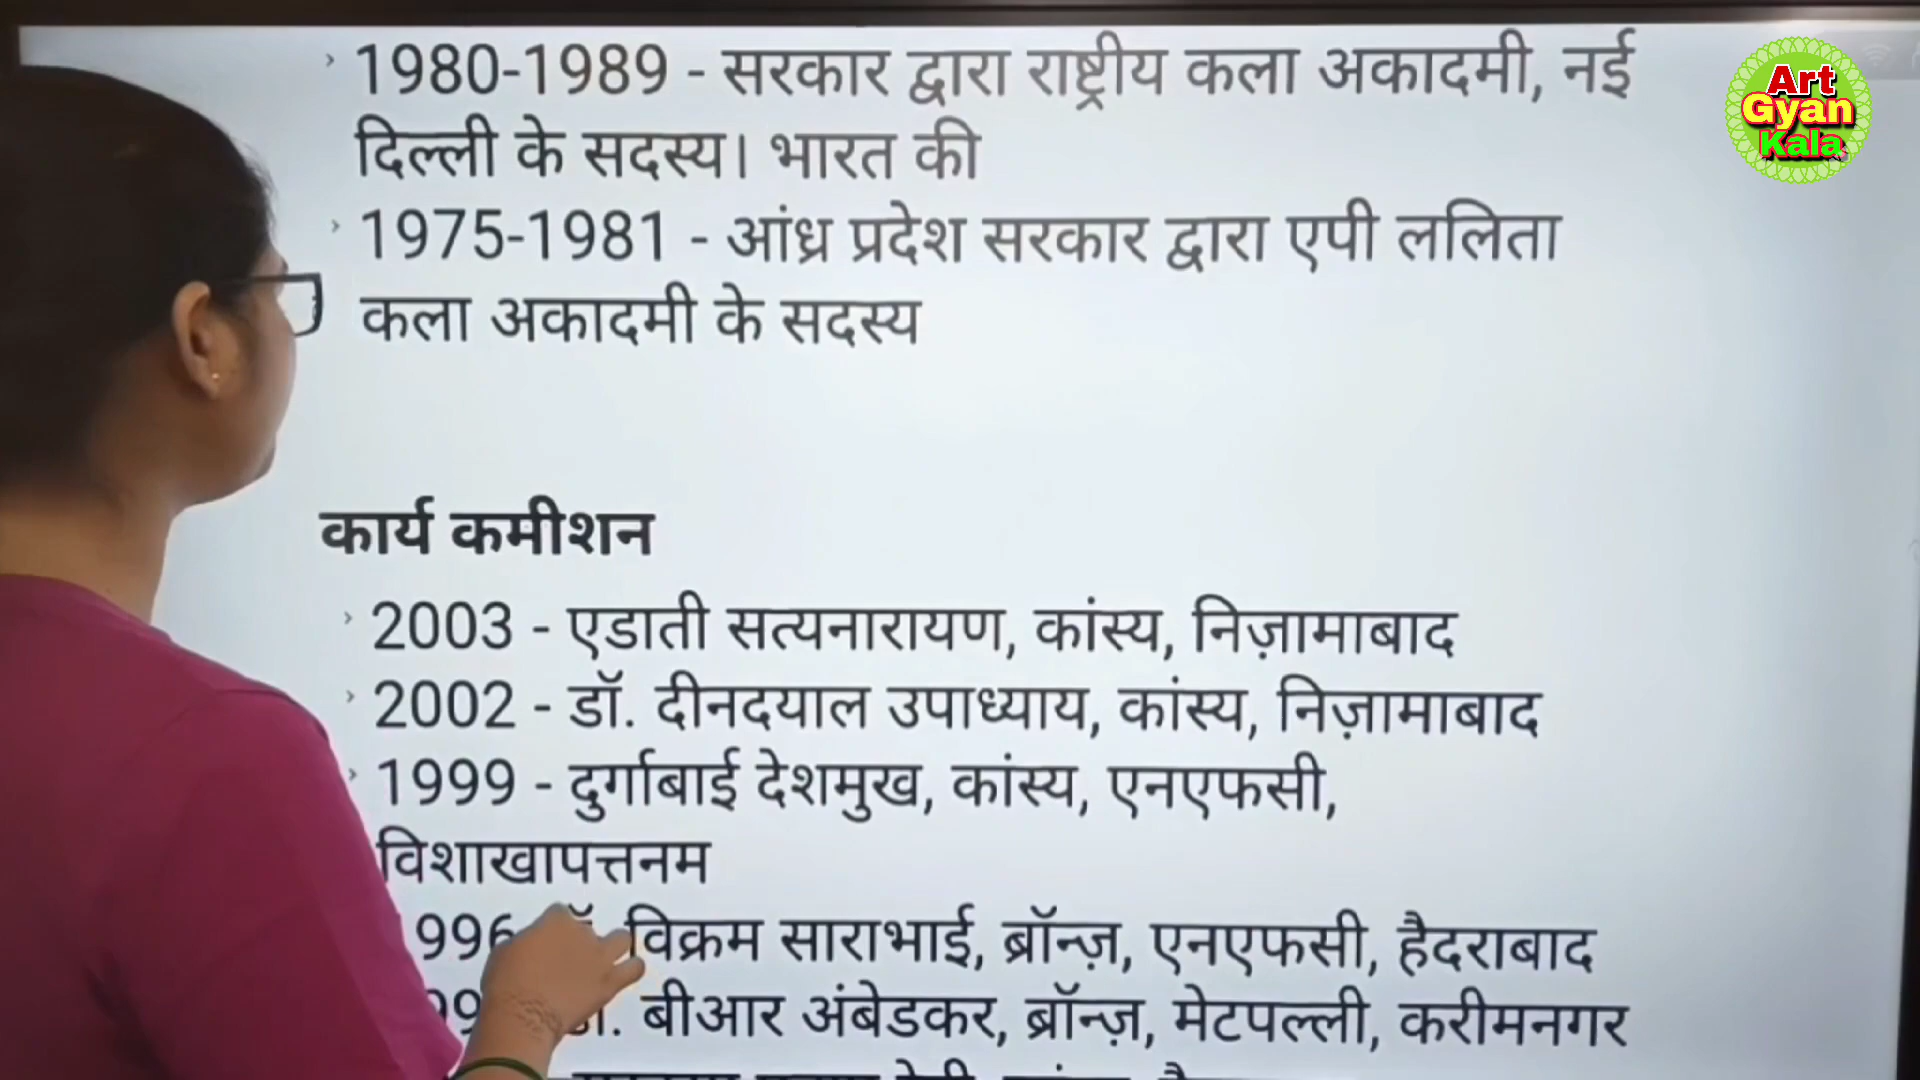 1980-1989 - सरकार द्वारा राष्ट्रीय कला अकादमी, नई
दिल्ली के सदस्य। भारत की
1975-1981 - आंध्र प्रदेश सरकार द्वारा एपी ललिता
कला अकादमी के सदस्य
कार्य कमीशन
2003 - एडाती सत्यनारायण, कांस्य, निज़ामाबाद
2002 - डॉ. दीनदयाल उपाध्याय, कांस्य, निज़ामाबाद
1999 - दुर्गाबाई देशमुख, कांस्य, एनएफसी,
विशाखापत्तनम
996 विक्रम साराभाई, ब्रॉन्ज़, एनएफसी, हैदराबाद
बीआर अंबेडकर, ब्रॉन्ज़, मेटपल्ली, करीमनगर
Art
Gyan
Kala